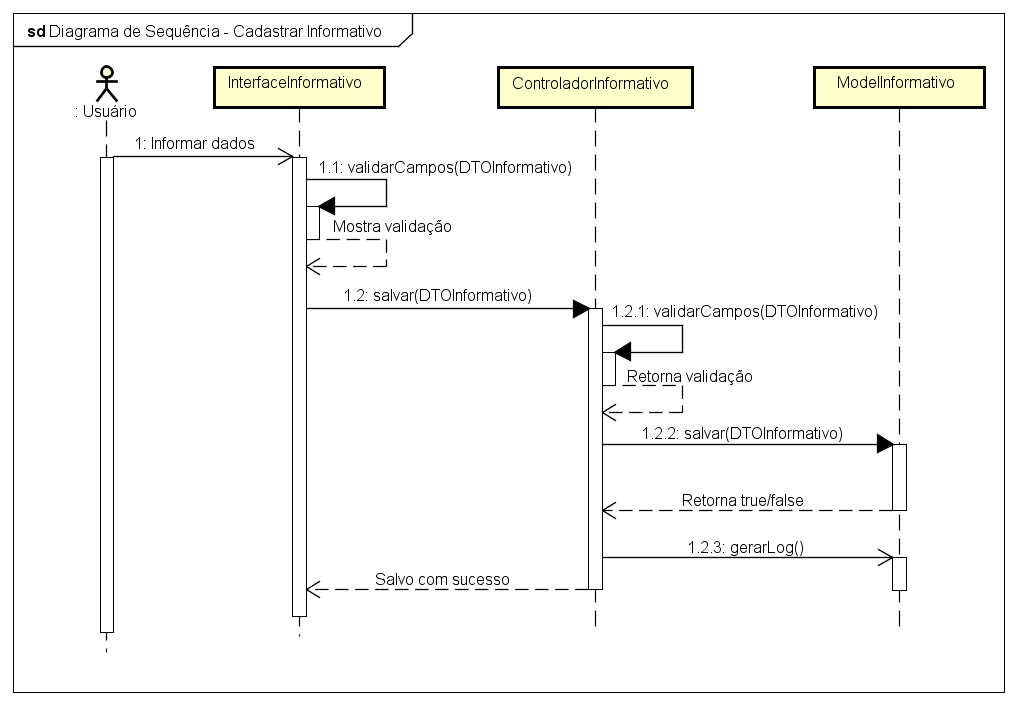 sd Diagrama de Sequência - Cadastrar Informativo
InterfaceInformativo
ControladorInformativo
ModelInformativo
: Usuário
1: Informar dados
1.1: validarCampos(DTOInformativo)
Mostra validação
1.2: salvar(DTOInformativo)
1.2.1: validarCampos(DTOInformativo)
Retorna validação
1.2.2: salvar(DTOInformativo)
Retorna true/false
1.2.3: gerarLog()
Salvo com sucesso